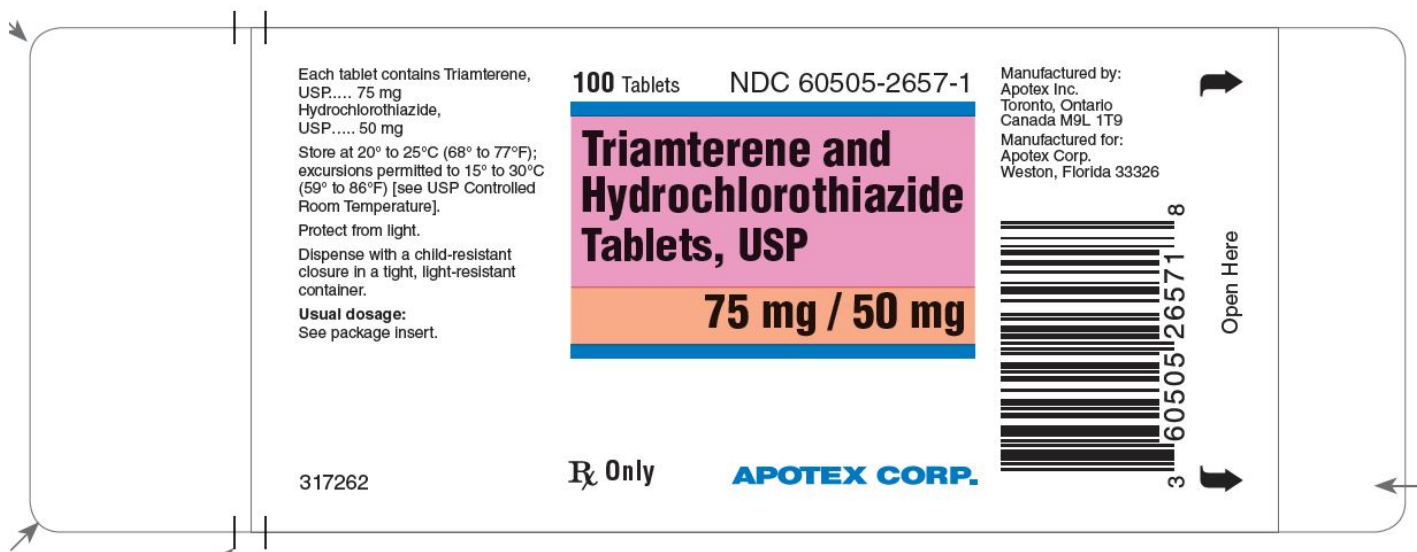 Each tablet contains Triamterene,
USP..... 75 mg
Hydrochlorothiazide,
USP..... 50 mg
Store at 20° to 25°C (68° to 77°F);
excursions permitted to 15° to 30°C
(59° to 86°F) [see USP Controlled
Room Temperature].
Protect from light.
Dispense with a child-resistant
closure in a tight, light-resistant
container.
Usual dosage:
See package insert.
317262
100 Tablets NDC 60505-2657-1
Triamterene and
Hydrochlorothiazide
Tablets, USP
75 mg / 50 mg
Rx Only APOTEX CORP.
Manufactured by:
Apotex Inc.
Toronto, Ontario
Canada M9L 1T9
Manufactured for:
Apotex Corp.
Weston, Florida 33326
3 60505 26571 8
Open Here